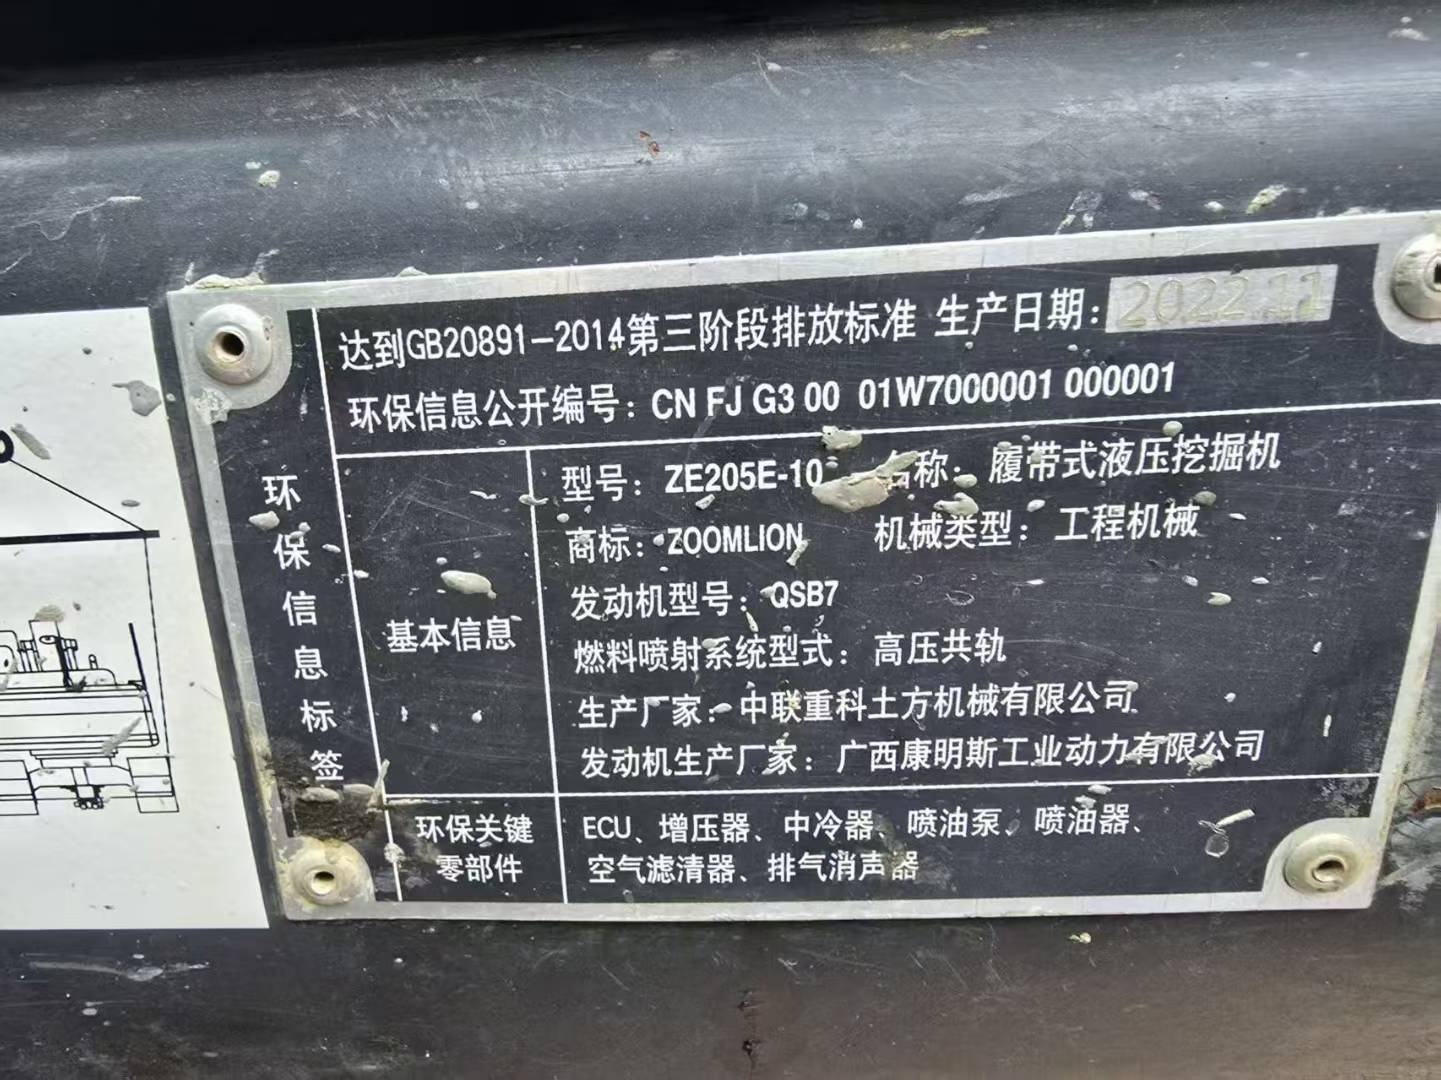 达到GB20891-2014第三阶段排放标准 生产日期：2022.11
环保信息公开编号：CN FJ G3 00 01W7000001 000001
环保信息标签
基本信息
型号：ZE205E-10 名称：履带式液压挖掘机
商标：ZOOMLION 机械类型：工程机械
发动机型号：QSB7
燃料喷射系统型式：高压共轨
生产厂家：中联重科土方机械有限公司
发动机生产厂家：广西康明斯工业动力有限公司
环保关键
零部件
ECU、增压器、中冷器、喷油泵、喷油器、
空气滤清器、排气消声器